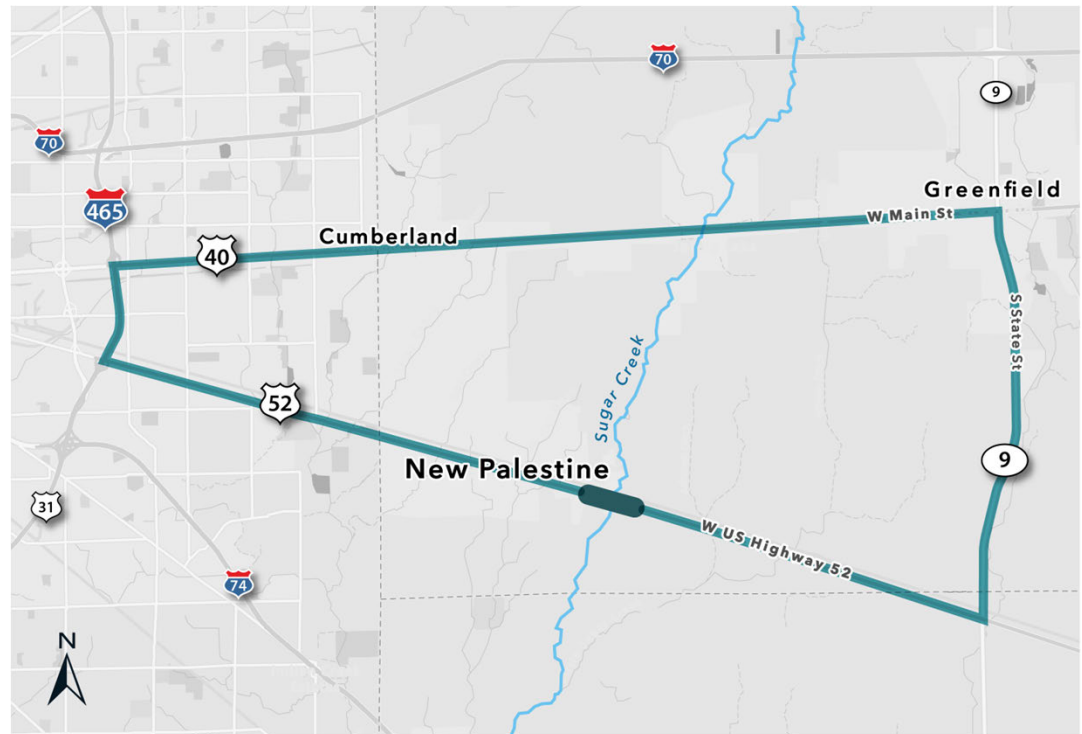 70
9
70
465
Greenfield
W Main St
Cumberland
40
S State St
Sugar Creek
52
New Palestine
9
31
W US Highway 52
74
N